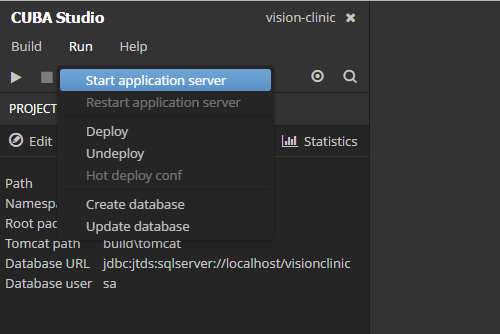 CUBA Studio vision-clinic ✖
Build Run Help
Start application server
Restart application server
PROJECT
Deploy
Edit Statistics
Undeploy
Hot deploy conf
Path
Namespa
Create database
Root pac
Update database
Tomcat path build\tomcat
Database URL jdbc:jtds:sqlserver://localhost/visionclinic
Database user sa